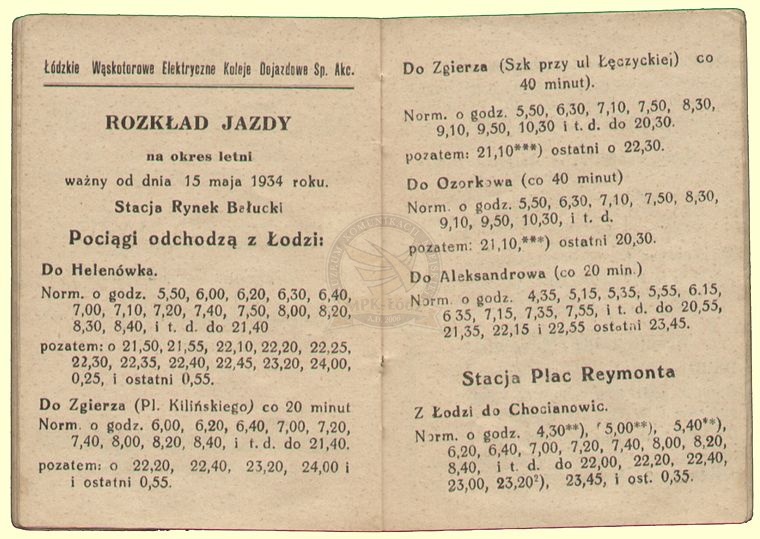 Łódzkie Wąskotorowe Elektryczne Koleje Dojazdowe Sp. Akc.
ROZKŁAD JAZDY
na okres letni
ważny od dnia 15 maja 1934 roku.
Stacja Rynek Bałucki
Pociągi odchodzą z Łodzi:
Do Helenówka.
Norm. o godz. 5,50, 6,00, 6,20, 6,30, 6,40,
7,00, 7,10, 7,20, 7,40, 7,50, 8,00, 8,20,
8,30, 8,40, i t. d. do 21,40
pozatem: o 21,50, 21,55, 22,10, 22,20, 22,25,
22,30, 22,35, 22,40, 22,45, 23,20, 24,00,
0,25, i ostatni 0,55.
Do Zgierza (Pl. Kilińskiego) co 20 minut
Norm. o godz. 6,00, 6,20, 6,40, 7,00, 7,20,
7,40, 8,00, 8,20, 8,40, i t. d. do 21,40.
pozatem: o 22,20, 22,40, 23,20, 24,00 i
i ostatni 0,55.
Do Zgierza (Szk przy ul Łęczyckiej) co
40 minut).
Norm. o godz. 5,50, 6,30, 7,10, 7,50, 8,30,
9,10, 9,50, 10,30 i t. d. do 20,30.
pozatem: 21,10***) ostatni o 22,30.
Do Ozorkowa (co 40 minut)
Norm. o godz. 5,50, 6,30, 7,10, 7,50, 8,30,
9,10, 9,50, 10,30, i t. d.
pozatem: 21,10,***) ostatni 20,30.
Do Aleksandrowa (co 20 min.)
Norm. o godz. 4,35, 5,15, 5,35, 5,55, 6.15,
6 35, 7,15, 7,35, 7,55, i t. d. do 20,55,
21,35, 22,15 i 22,55 ostatni 23,45.
Stacja Plac Reymonta
Z Łodzi do Chocianowic.
Norm. o godz. 4,30**), 5,00**), 5,40**),
6,20, 6,40, 7,00, 7,20, 7,40, 8,00, 8,20,
8,40, i t. d. do 22,00, 22,20, 22,40,
23,00, 23,20²), 23,45, i ost. 0,35.